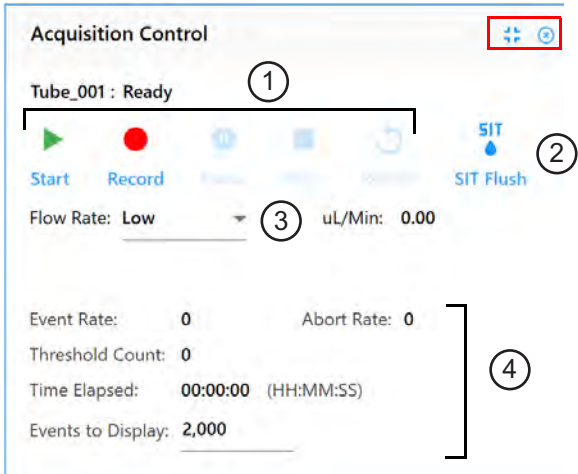 Acquisition Control
Tube_001 : Ready
1
SIT
2
Start Record SIT Flush
Flow Rate: Low 3 uL/Min: 0.00
Event Rate: 0 Abort Rate: 0
Threshold Count: 0
4
Time Elapsed: 00:00:00 (HH:MM:SS)
Events to Display: 2,000